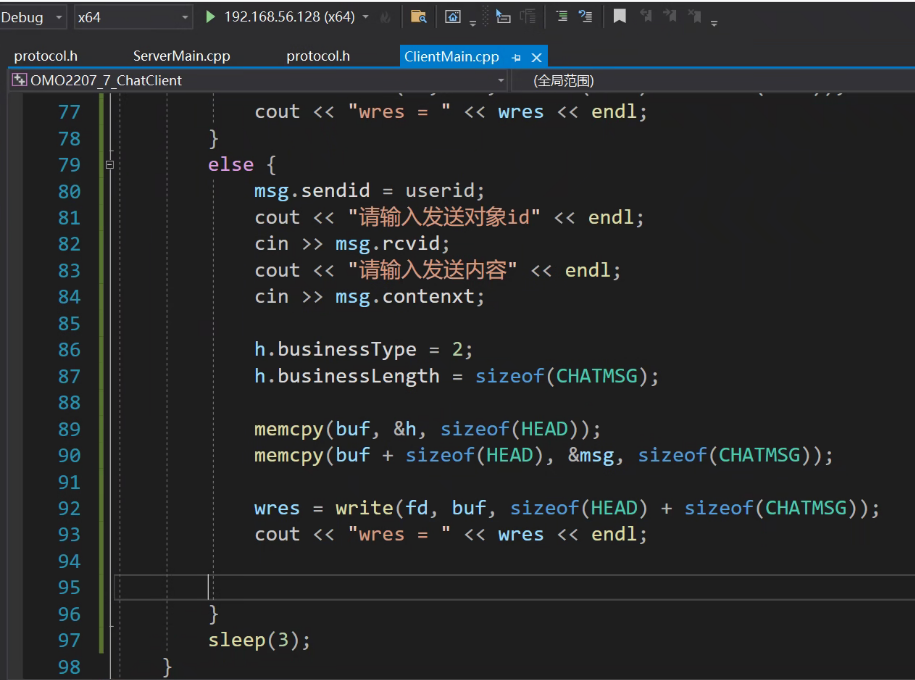 Debug x64 192.168.56.128 (x64)
protocol.h ServerMain.cpp protocol.h ClientMain.cpp
OMO2207_7_ChatClient (全局范围)
77 cout << "wres = " << wres << endl;
78 }
79 else {
80 msg.sendid = userid;
81 cout << "请输入发送对象id" << endl;
82 cin >> msg.rcvid;
83 cout << "请输入发送内容" << endl;
84 cin >> msg.contenxt;
85
86 h.businessType = 2;
87 h.businessLength = sizeof(CHATMSG);
88
89 memcpy(buf, &h, sizeof(HEAD));
90 memcpy(buf + sizeof(HEAD), &msg, sizeof(CHATMSG));
91
92 wres = write(fd, buf, sizeof(HEAD) + sizeof(CHATMSG));
93 cout << "wres = " << wres << endl;
94
95
96 }
97 sleep(3);
98 }